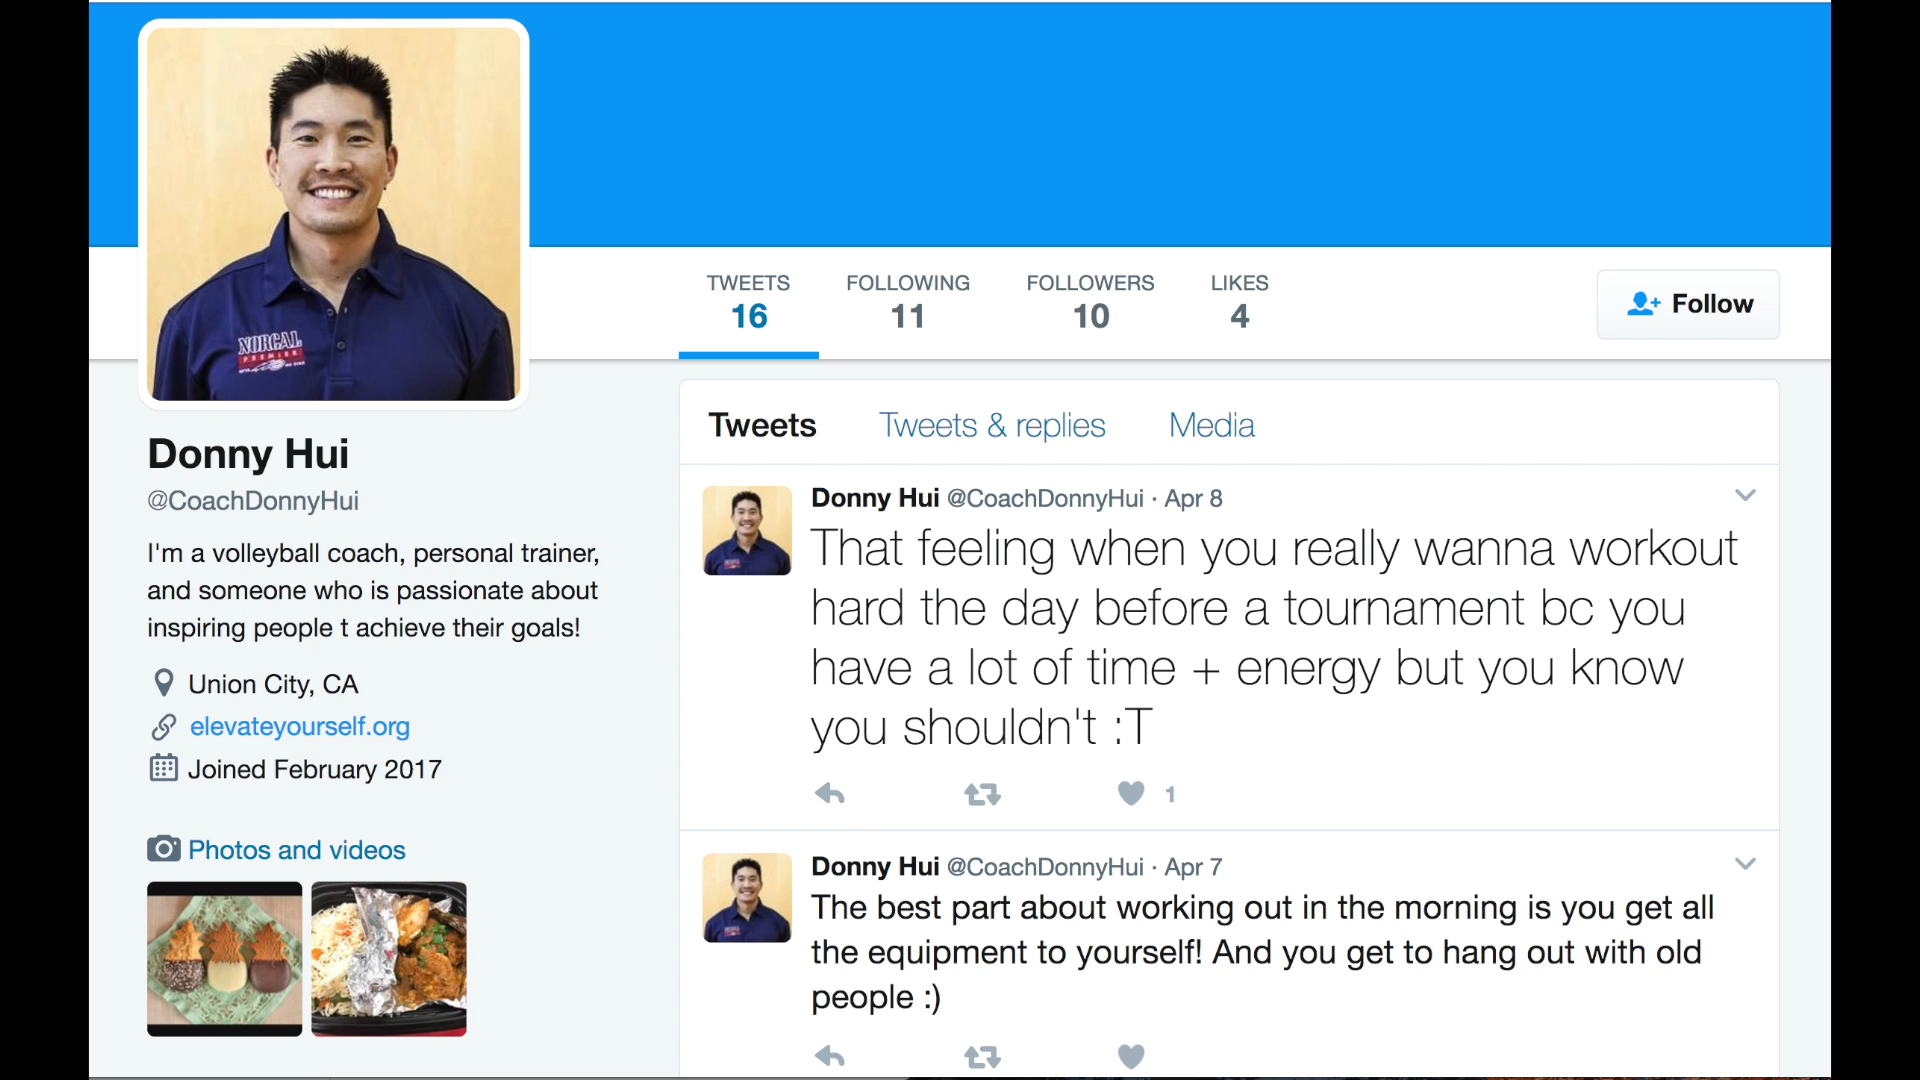 NORCAL
PREMIER
TWEETS
16
FOLLOWING
11
FOLLOWERS
10
LIKES
4
Follow
Donny Hui
@CoachDonnyHui
I'm a volleyball coach, personal trainer,
and someone who is passionate about
inspiring people t achieve their goals!
Union City, CA
elevateyourself.org
Joined February 2017
Photos and videos
Tweets Tweets & replies Media
Donny Hui @CoachDonnyHui · Apr 8
That feeling when you really wanna workout
hard the day before a tournament bc you
have a lot of time + energy but you know
you shouldn't :T
1
Donny Hui @CoachDonnyHui · Apr 7
The best part about working out in the morning is you get all
the equipment to yourself! And you get to hang out with old
people :)